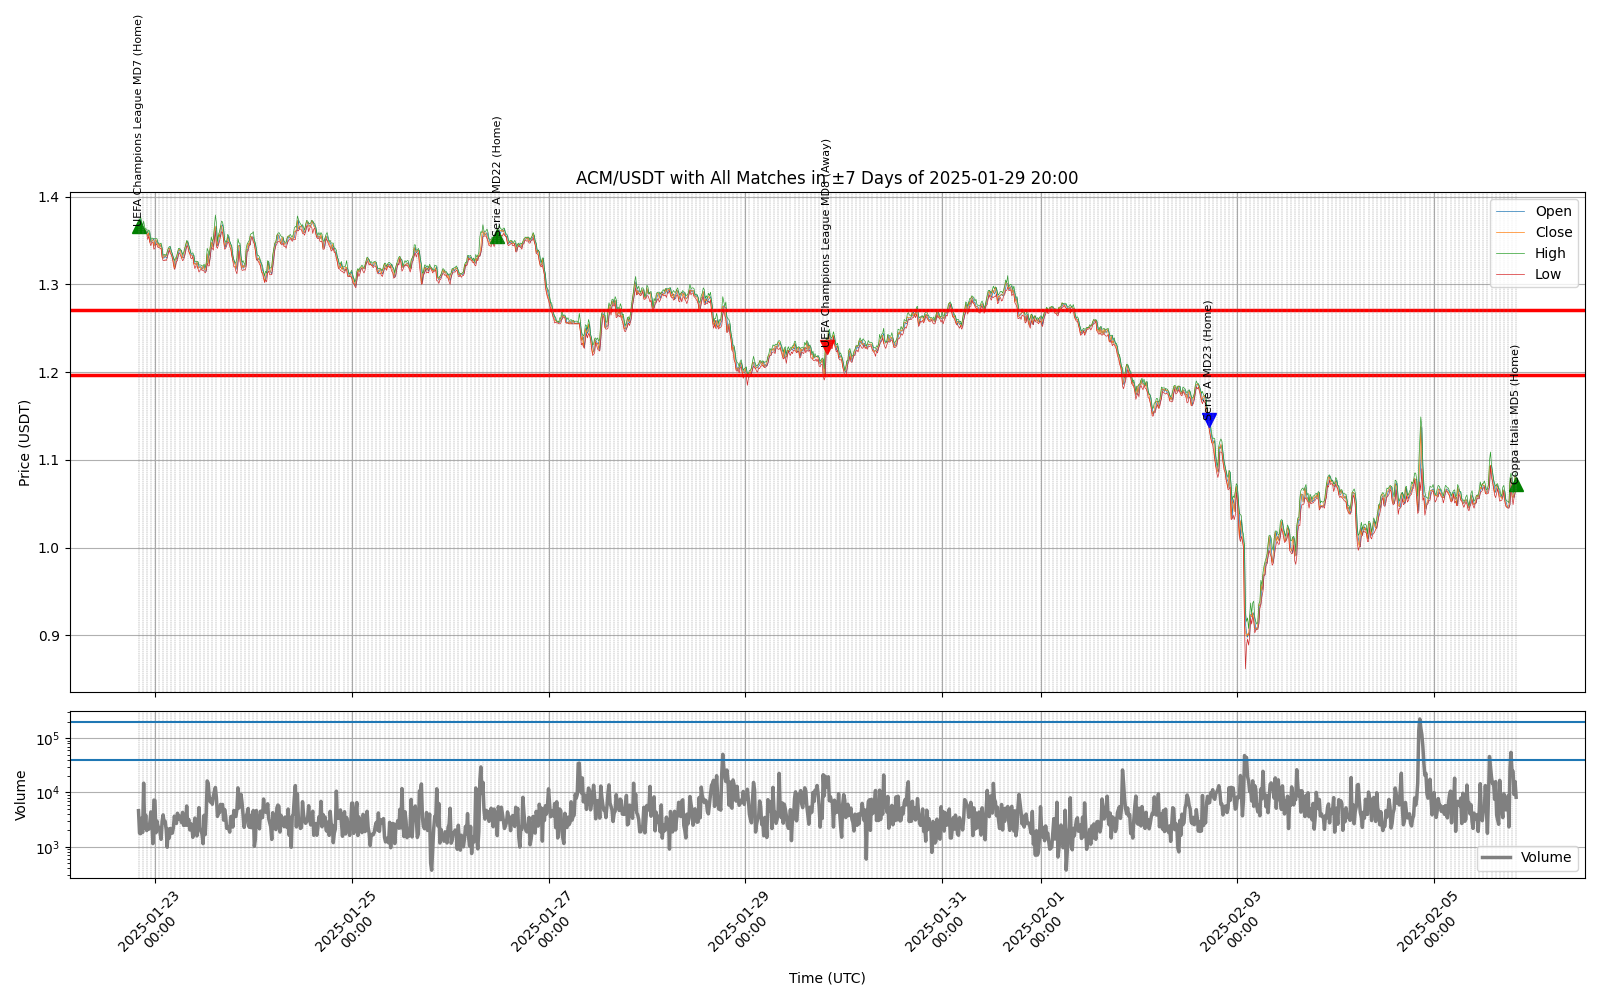 UEFA Champions League MD7 (Home)
Serie A MD22 (Home)
UEFA Champions League MD8 (Away)
Serie A MD23 (Home)
Coppa Italia MD5 (Home)
ACM/USDT with All Matches in ±7 Days of 2025-01-29 20:00
Price (USDT)
1.4
1.3
1.2
1.1
1.0
0.9
Open
Close
High
Low
Volume
10⁵
10⁴
10³
Volume
2025-01-23
00:00
2025-01-25
00:00
2025-01-27
00:00
2025-01-29
00:00
2025-01-31
00:00
2025-02-01
00:00
2025-02-03
00:00
2025-02-05
00:00
Time (UTC)